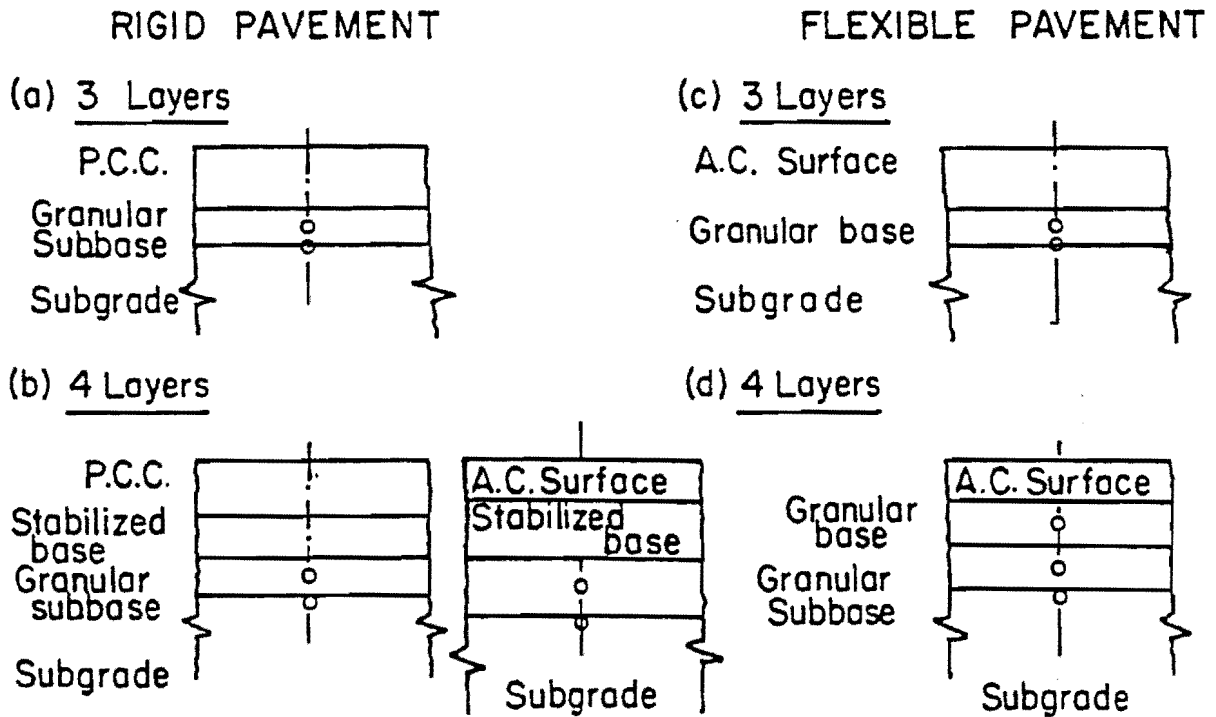 RIGID PAVEMENT
FLEXIBLE PAVEMENT
(a) 3 Layers
P.C.C.
Granular
Subbase
Subgrade
(c) 3 Layers
A.C. Surface
Granular base
Subgrade
(b) 4 Layers
P.C.C.
Stabilized
base
Granular
subbase
Subgrade
A.C. Surface
Stabilized
base
Subgrade
(d) 4 Layers
A.C. Surface
Granular
base
Granular
Subbase
Subgrade